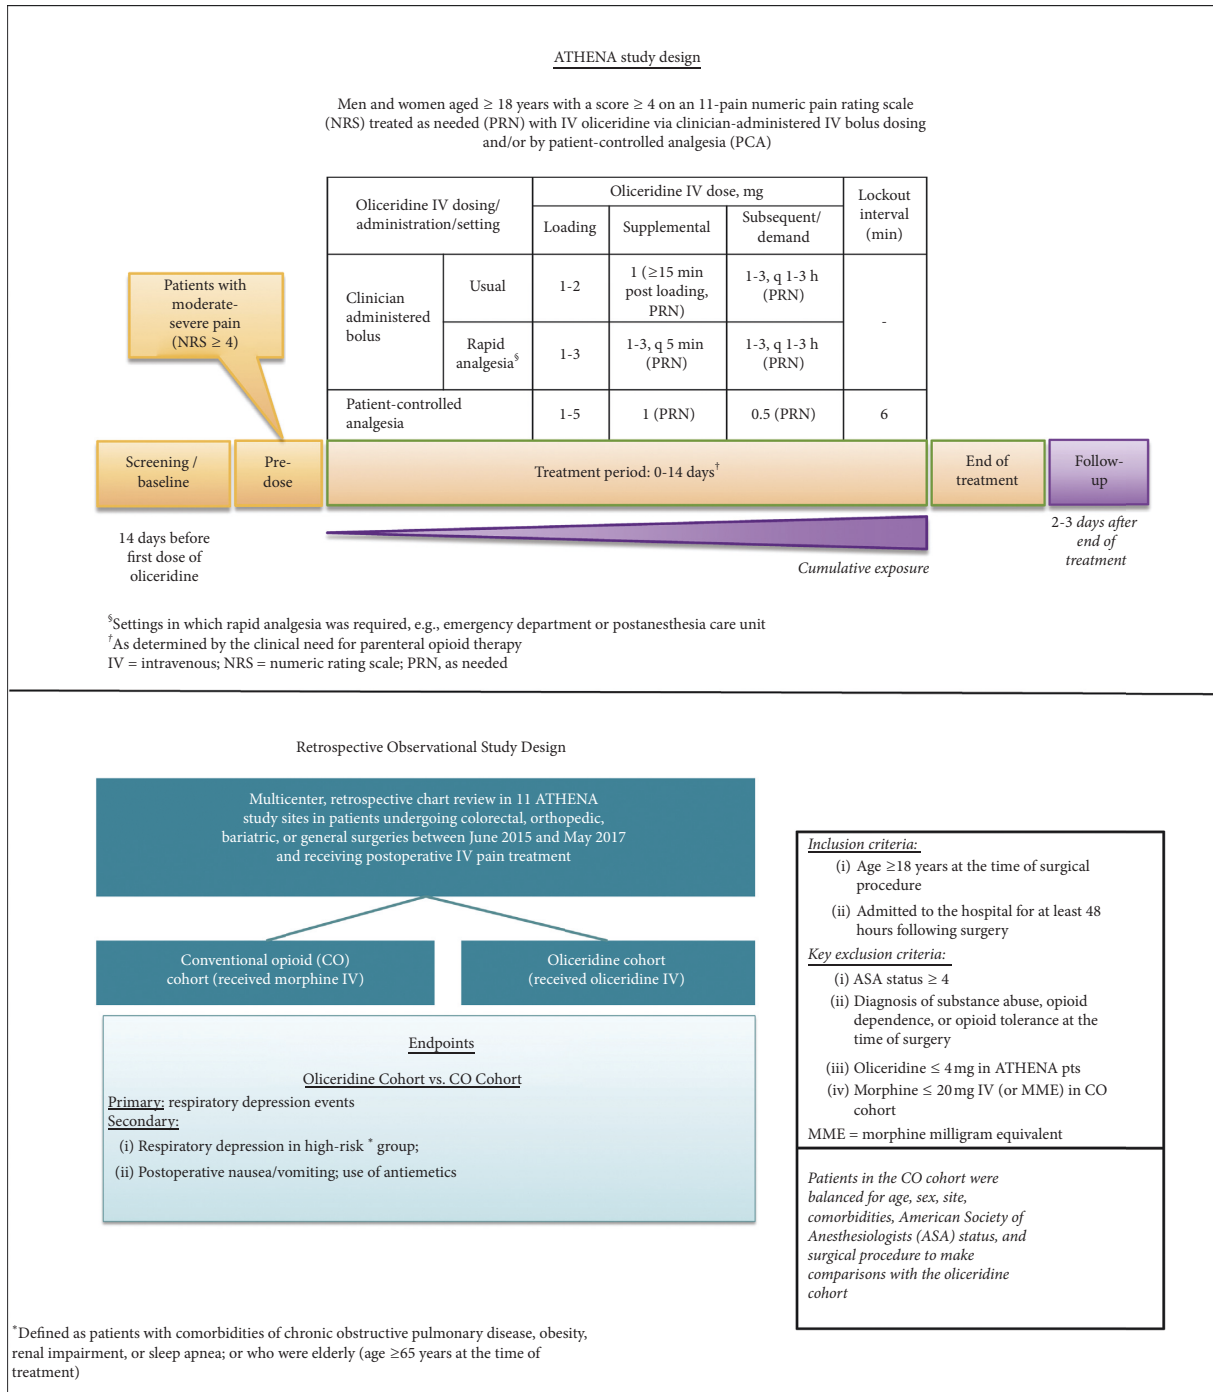 ATHENA study design
Men and women aged ≥ 18 years with a score ≥ 4 on an 11-pain numeric pain rating scale
(NRS) treated as needed (PRN) with IV oliceridine via clinician-administered IV bolus dosing
and/or by patient-controlled analgesia (PCA)
Oliceridine IV dosing/
administration/setting
Oliceridine IV dose, mg
Loading
Supplemental
Subsequent/
demand
Lockout
interval
(min)
Clinician
administered
bolus
Usual
1-2
1 (≥15 min
post loading,
PRN)
1-3, q 1-3 h
(PRN)
-
Rapid
analgesia§
1-3
1-3, q 5 min
(PRN)
1-3, q 1-3 h
(PRN)
Patient-controlled
analgesia
1-5
1 (PRN)
0.5 (PRN)
6
Patients with
moderate-
severe pain
(NRS ≥ 4)
Screening /
baseline
Pre-
dose
Treatment period: 0-14 days†
End of
treatment
Follow-
up
14 days before
first dose of
oliceridine
Cumulative exposure
2-3 days after
end of
treatment
§Settings in which rapid analgesia was required, e.g., emergency department or postanesthesia care unit
†As determined by the clinical need for parenteral opioid therapy
IV = intravenous; NRS = numeric rating scale; PRN, as needed
Retrospective Observational Study Design
Multicenter, retrospective chart review in 11 ATHENA
study sites in patients undergoing colorectal, orthopedic,
bariatric, or general surgeries between June 2015 and May 2017
and receiving postoperative IV pain treatment
Conventional opioid (CO)
cohort (received morphine IV)
Oliceridine cohort
(received oliceridine IV)
Endpoints
Oliceridine Cohort vs. CO Cohort
Primary: respiratory depression events
Secondary:
(i) Respiratory depression in high-risk * group;
(ii) Postoperative nausea/vomiting; use of antiemetics
Inclusion criteria:
(i) Age ≥18 years at the time of surgical
procedure
(ii) Admitted to the hospital for at least 48
hours following surgery
Key exclusion criteria:
(i) ASA status ≥ 4
(ii) Diagnosis of substance abuse, opioid
dependence, or opioid tolerance at the
time of surgery
(iii) Oliceridine ≤ 4 mg in ATHENA pts
(iv) Morphine ≤ 20 mg IV (or MME) in CO
cohort
MME = morphine milligram equivalent
Patients in the CO cohort were
balanced for age, sex, site,
comorbidities, American Society of
Anesthesiologists (ASA) status, and
surgical procedure to make
comparisons with the oliceridine
cohort
*Defined as patients with comorbidities of chronic obstructive pulmonary disease, obesity,
renal impairment, or sleep apnea; or who were elderly (age ≥65 years at the time of
treatment)